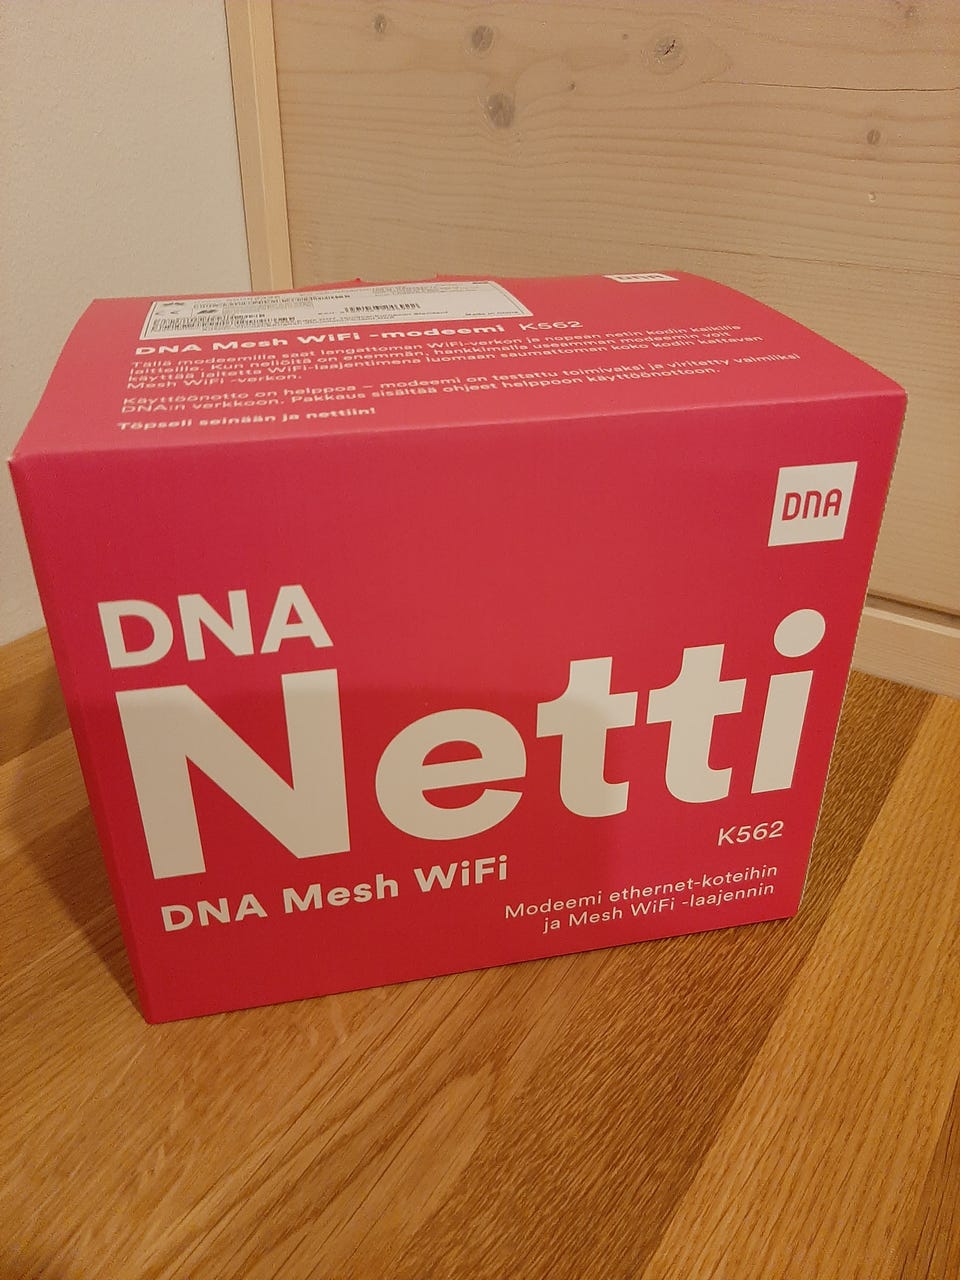 DNA
DNA Mesh WiFi -modeemi K562
Tällä modeemilla saat langattoman WiFi-verkon ja nopean netin kodin kaikille
laitteille. Kun neliöitä on enemmän, hankkimalla useamman modeemin voit
käyttää laitetta WiFi-laajentimena luomaan saumattoman koko kodin kattavan
Mesh WiFi -verkon.
Käyttöönotto on helppoa – modeemi on testattu toimivaksi ja viritetty valmiiksi
DNA:n verkkoon. Pakkaus sisältää ohjeet helppoon käyttöönottoon.
Töpseli seinään ja nettiin!
DNA
DNA
Netti
K562
DNA Mesh WiFi
Modeemi ethernet-koteihin
ja Mesh WiFi -laajennin